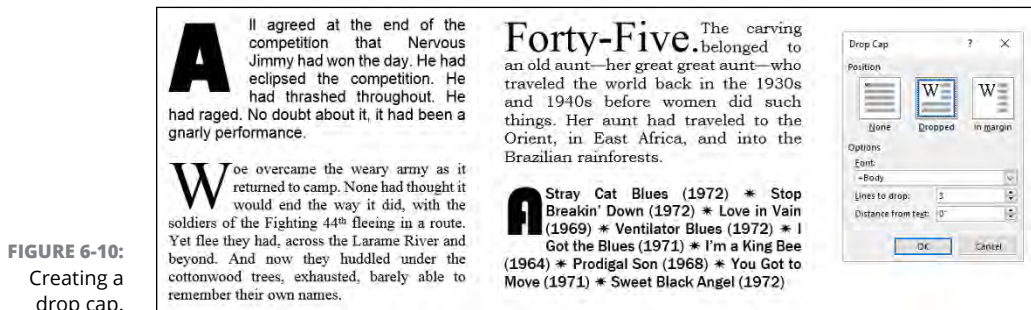 FIGURE 6-10:
Creating a
drop cap.
All agreed at the end of the
competition that Nervous
Jimmy had won the day. He had
eclipsed the competition. He
had thrashed throughout. He
had raged. No doubt about it, it had been a
gnarly performance.
Woe overcame the weary army as it
returned to camp. None had thought it
would end the way it did, with the
soldiers of the Fighting 44th fleeing in a route.
Yet flee they had, across the Larame River and
beyond. And now they huddled under the
cottonwood trees, exhausted, barely able to
remember their own names.
Forty-Five. The carving
belonged to
an old aunt—her great great aunt—who
traveled the world back in the 1930s
and 1940s before women did such
things. Her aunt had traveled to the
Orient, in East Africa, and into the
Brazilian rainforests.
A Stray Cat Blues (1972) ✶ Stop
Breakin' Down (1972) ✶ Love in Vain
(1969) ✶ Ventilator Blues (1972) ✶ I
Got the Blues (1971) ✶ I'm a King Bee
(1964) ✶ Prodigal Son (1968) ✶ You Got to
Move (1971) ✶ Sweet Black Angel (1972)
Drop Cap ? ×
Position
W W
None Dropped In margin
Options
Font:
+Body
Lines to drop: 3
Distance from text: 0"
OK Cancel